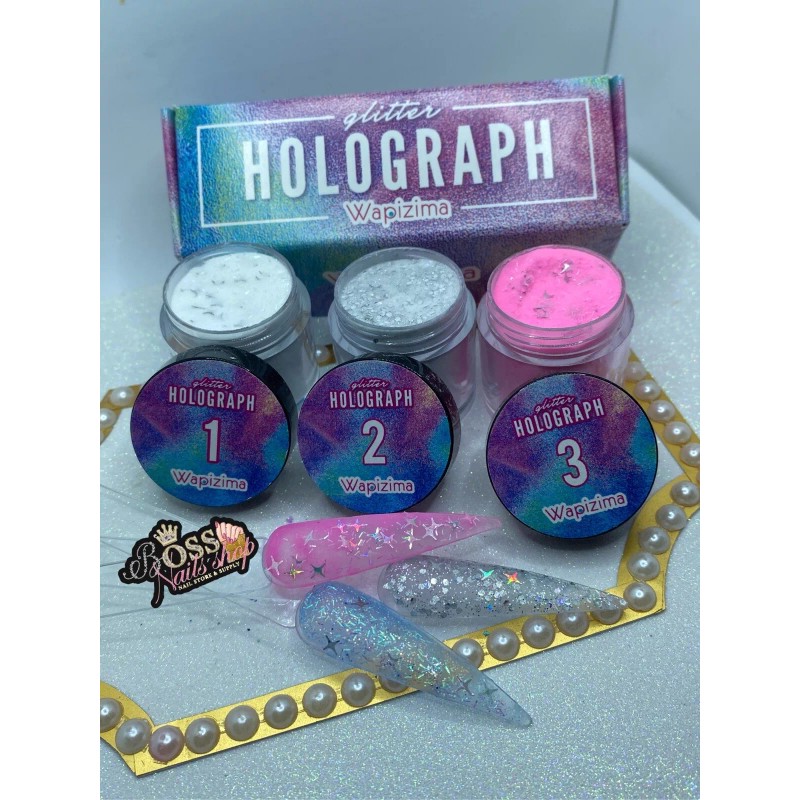 glitter
HOLOGRAPH
Wapizima
Wapizima
glitter
HOLOGRAPH
1
Wapizima
glitter
HOLOGRAPH
2
Wapizima
glitter
HOLOGRAPH
3
Wapizima
BOSS
Nails shop
NAIL STORE & SUPPLY